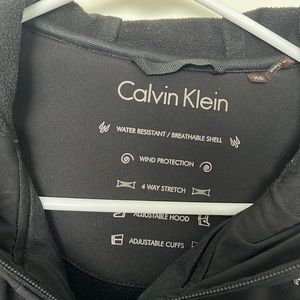 Calvin Klein
WATER RESISTANT / BREATHABLE SHELL
WIND PROTECTION
4 WAY STRETCH
ADJUSTABLE HOOD
ADJUSTABLE CUFFS